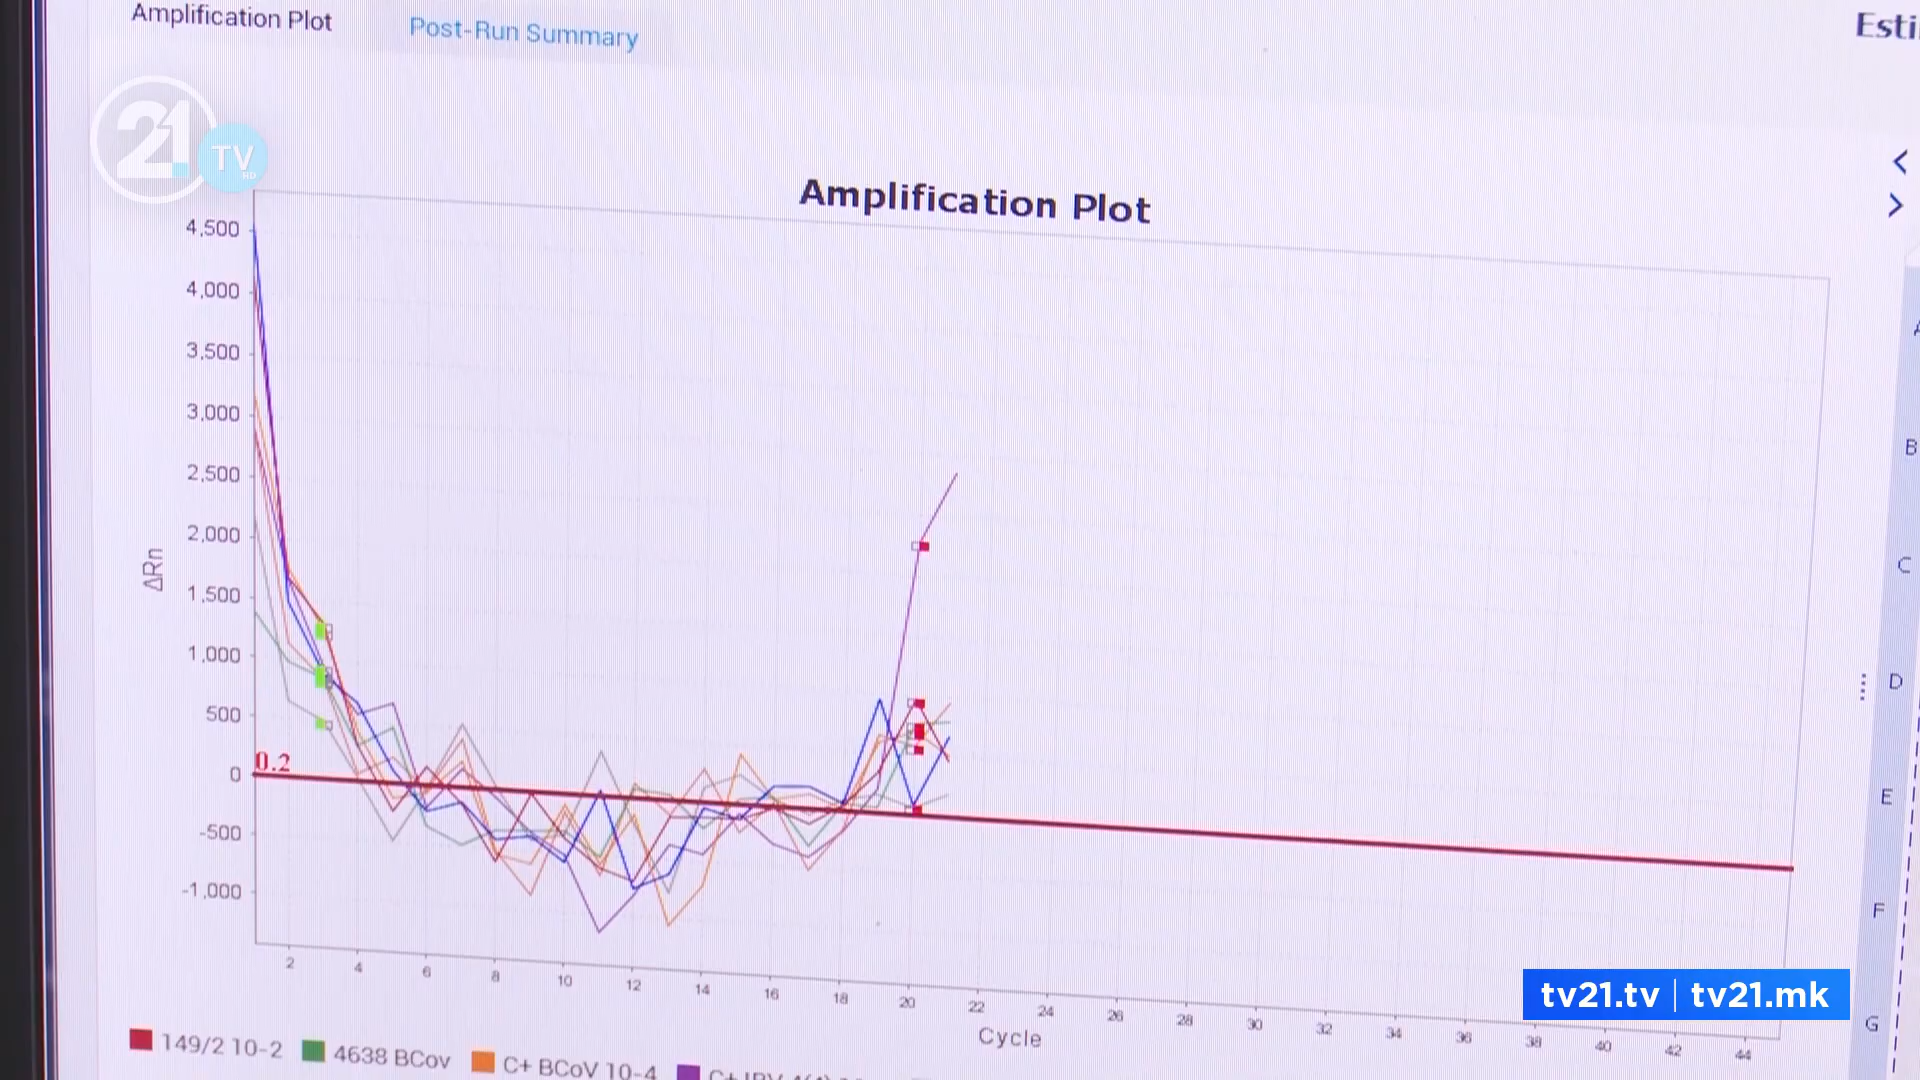 Amplification Plot
Post-Run Summary
21
TV
HD
Amplification Plot
4,500
4,000
3,500
3,000
2,500
2,000
1,500
1,000
500
0
-500
-1,000
ΔRn
0.2
2 4 6 8 10 12 14 16 18 20 22 24 26 28 30 32 34 36 38 40 42 44
Cycle
149/2 10-2
4638 BCov
C+ BCoV 10-4
B
C
D
E
F
G
tv21.tv | tv21.mk